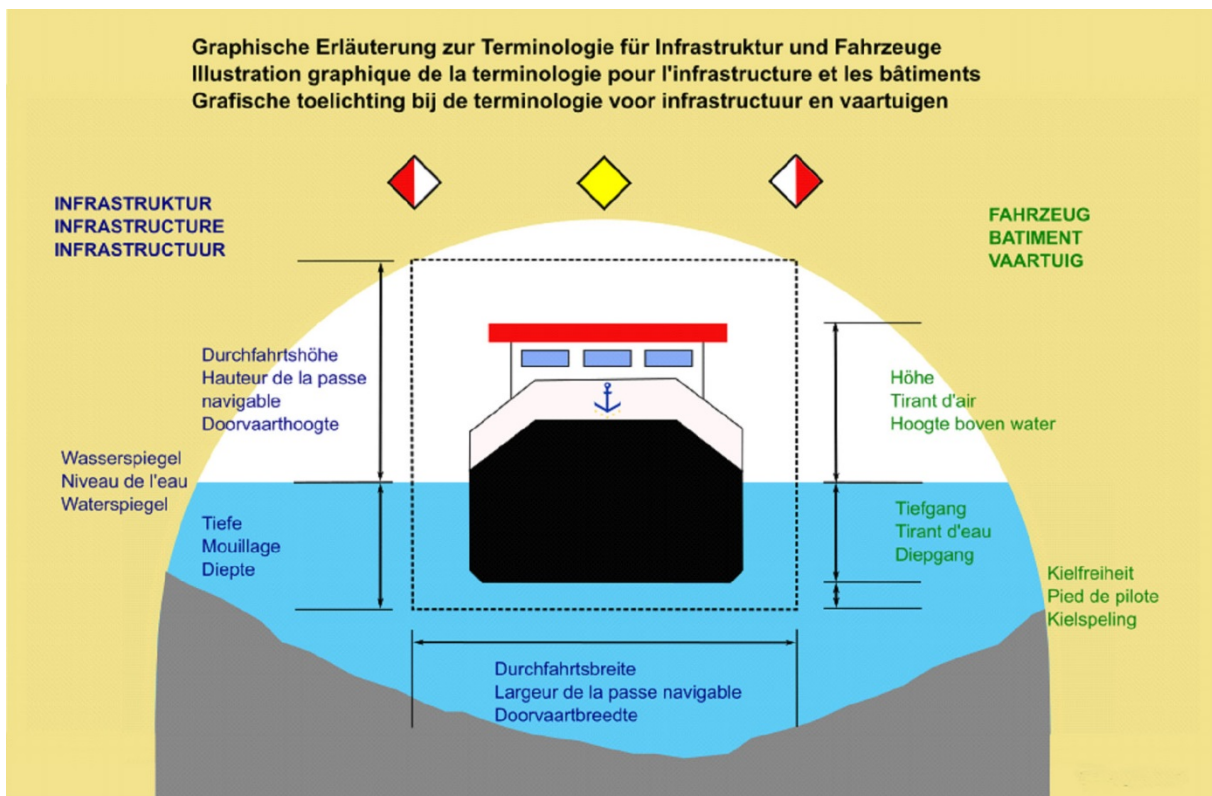 Graphische Erläuterung zur Terminologie für Infrastruktur und Fahrzeuge
Illustration graphique de la terminologie pour l'infrastructure et les bâtiments
Grafische toelichting bij de terminologie voor infrastructuur en vaartuigen
INFRASTRUKTUR
INFRASTRUCTURE
INFRASTRUCTUUR
FAHRZEUG
BATIMENT
VAARTUIG
Durchfahrtshöhe
Hauteur de la passe
navigable
Doorvaarthoogte
Höhe
Tirant d'air
Hoogte boven water
Wasserspiegel
Niveau de l'eau
Waterspiegel
Tiefe
Mouillage
Diepte
Tiefgang
Tirant d'eau
Diepgang
Kielfreiheit
Pied de pilote
Kielspeling
Durchfahrtsbreite
Largeur de la passe navigable
Doorvaartbreedte